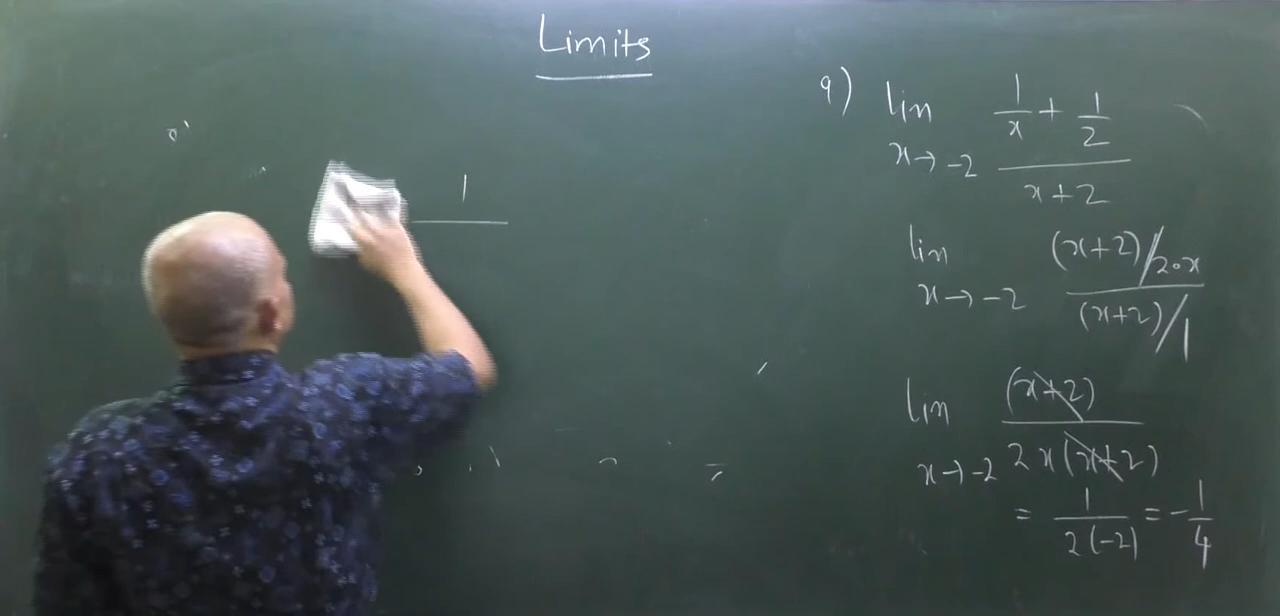 Limits
1
9) lim x→-2 (1/x + 1/2)/(x+2)
lim x→-2 ((x+2)/2·x)/((x+2)/1)
lim x→-2 (x+2)/(2x(x+2))
= 1/(2(-2)) = -1/4